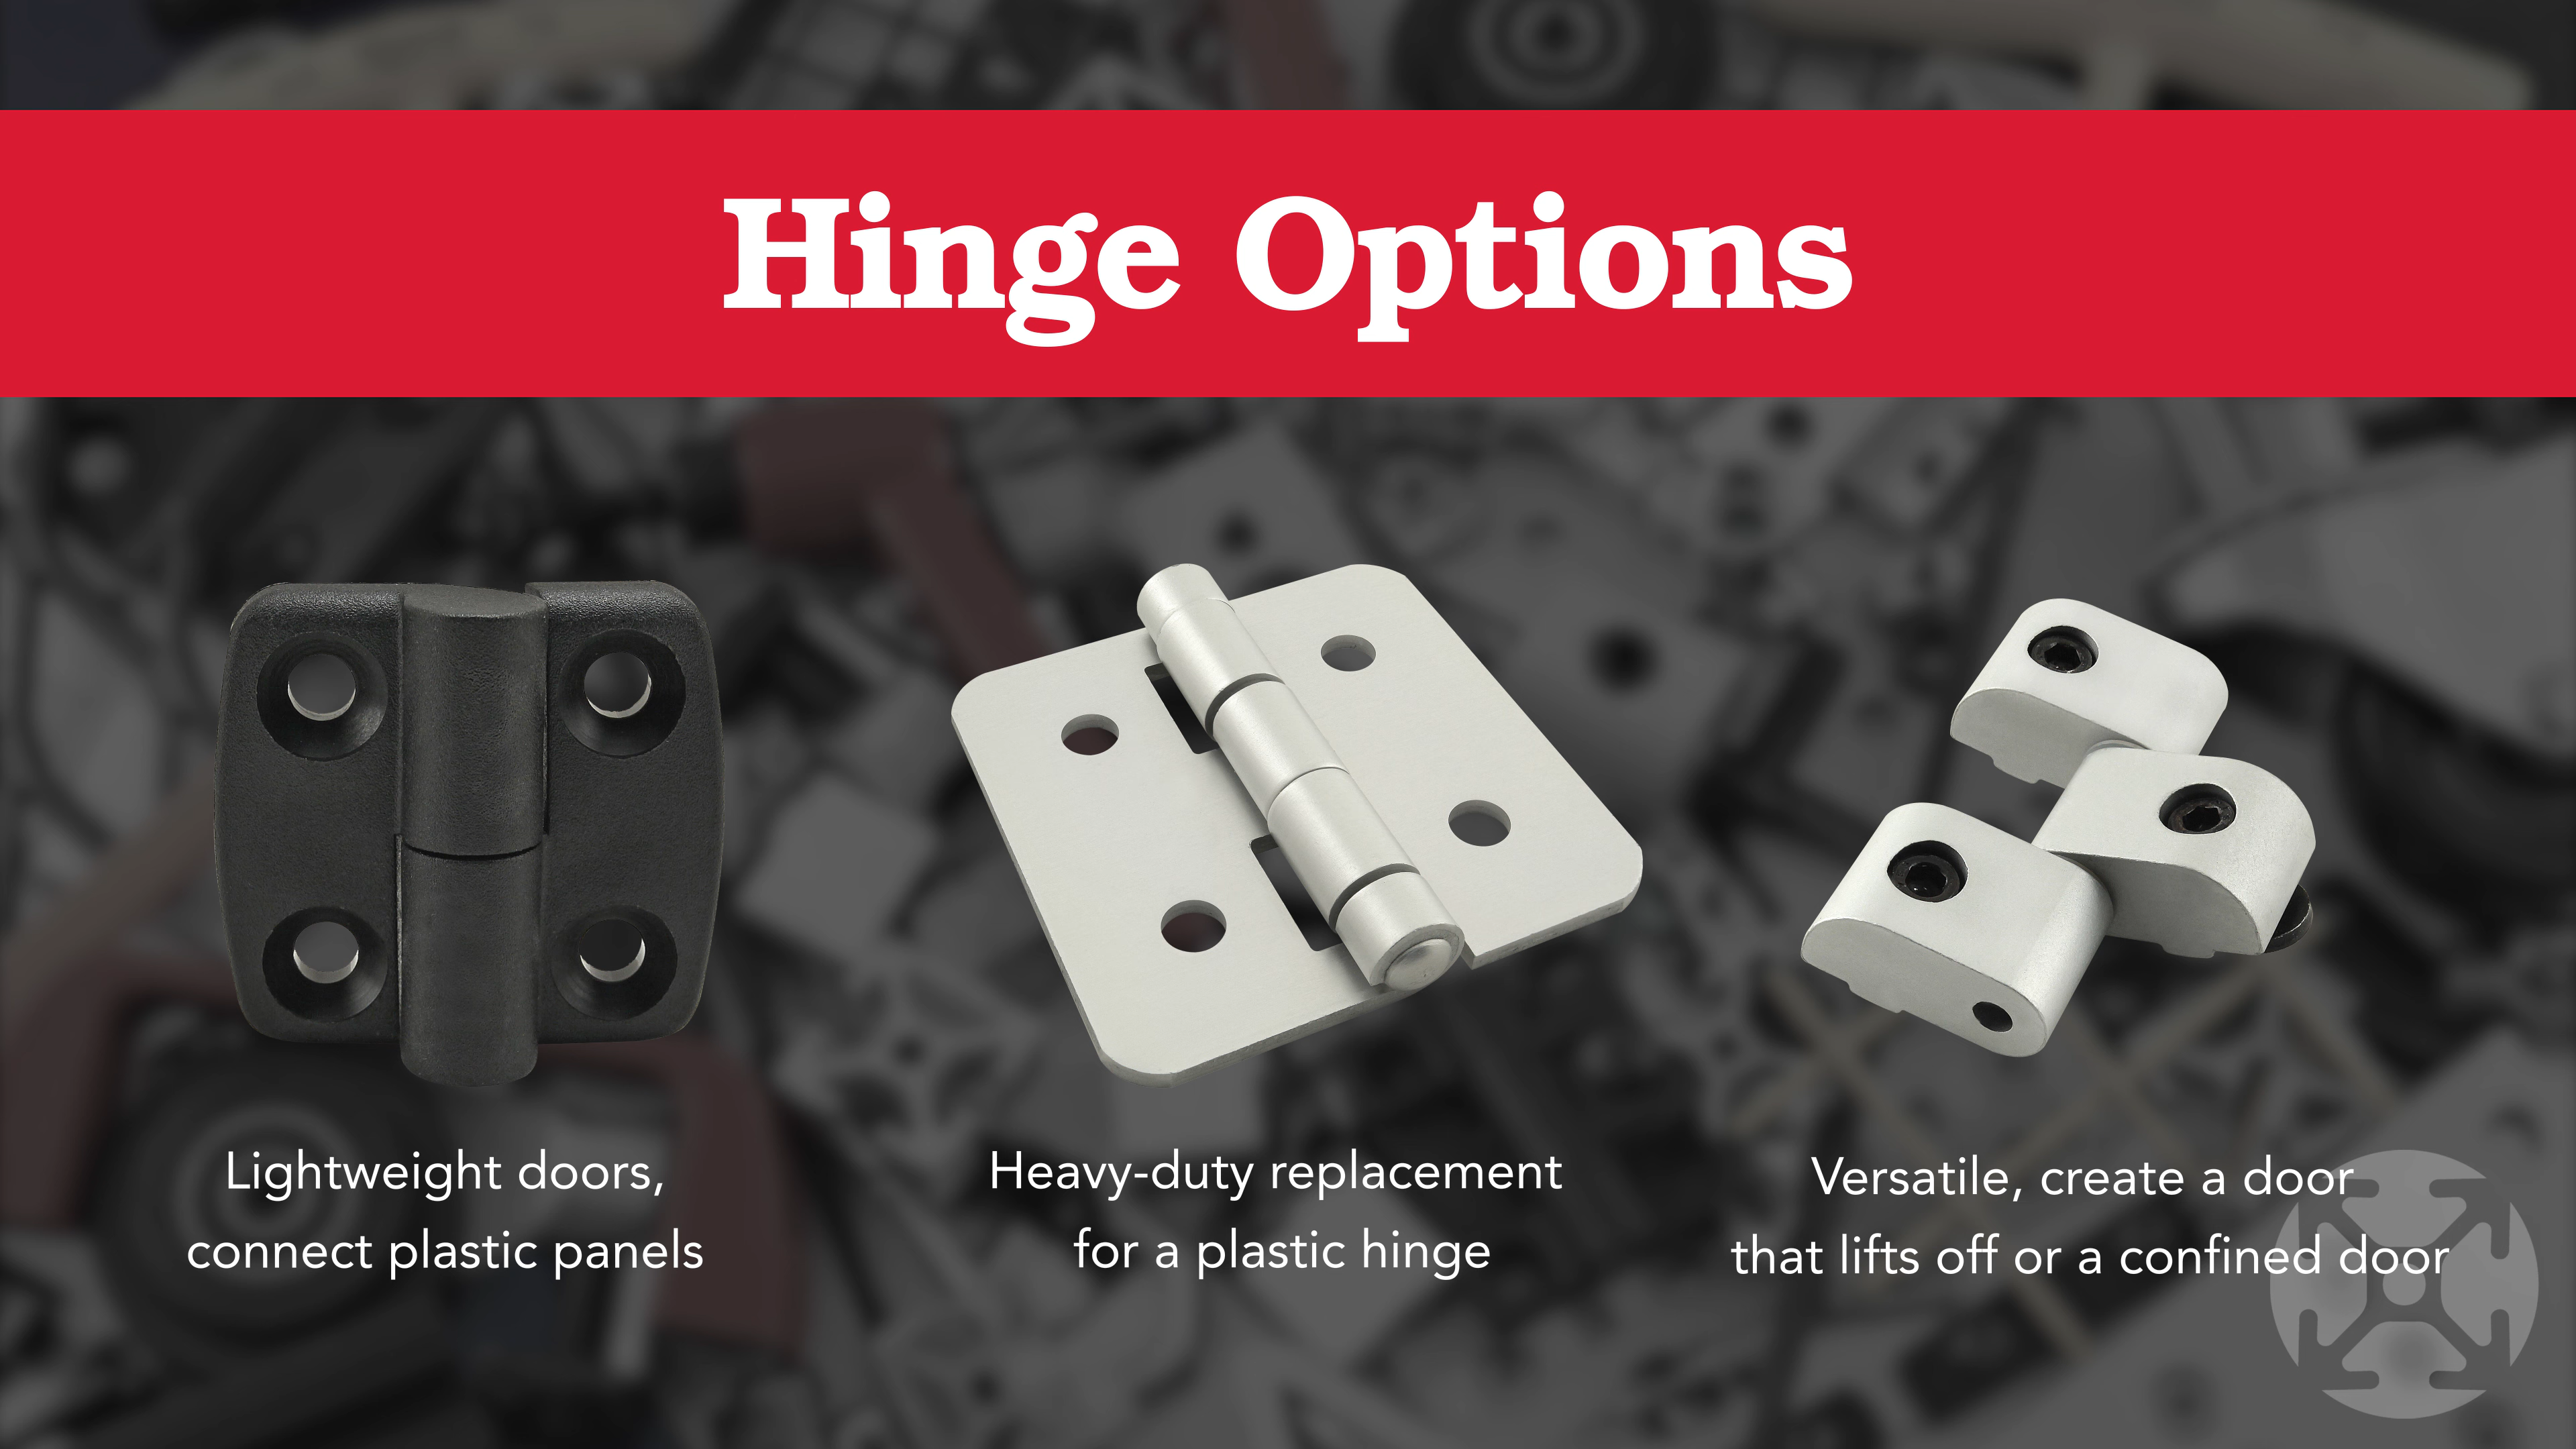 Hinge Options
Lightweight doors,
connect plastic panels
Heavy-duty replacement
for a plastic hinge
Versatile, create a door
that lifts off or a confined door